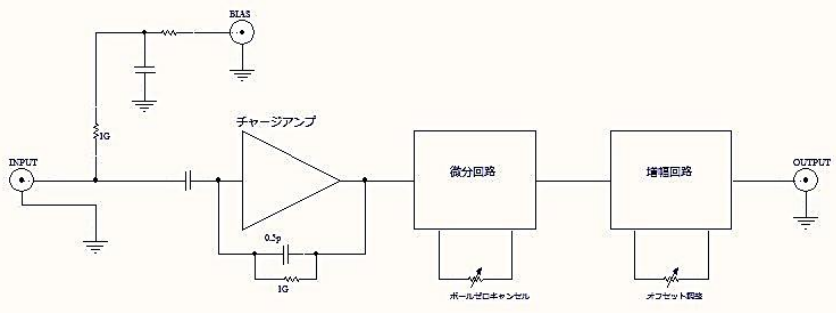 BIAS
1G
チャージアンプ
INPUT
微分回路
増幅回路
OUTPUT
0.5p
1G
ポールゼロキャンセル
オフセット調整